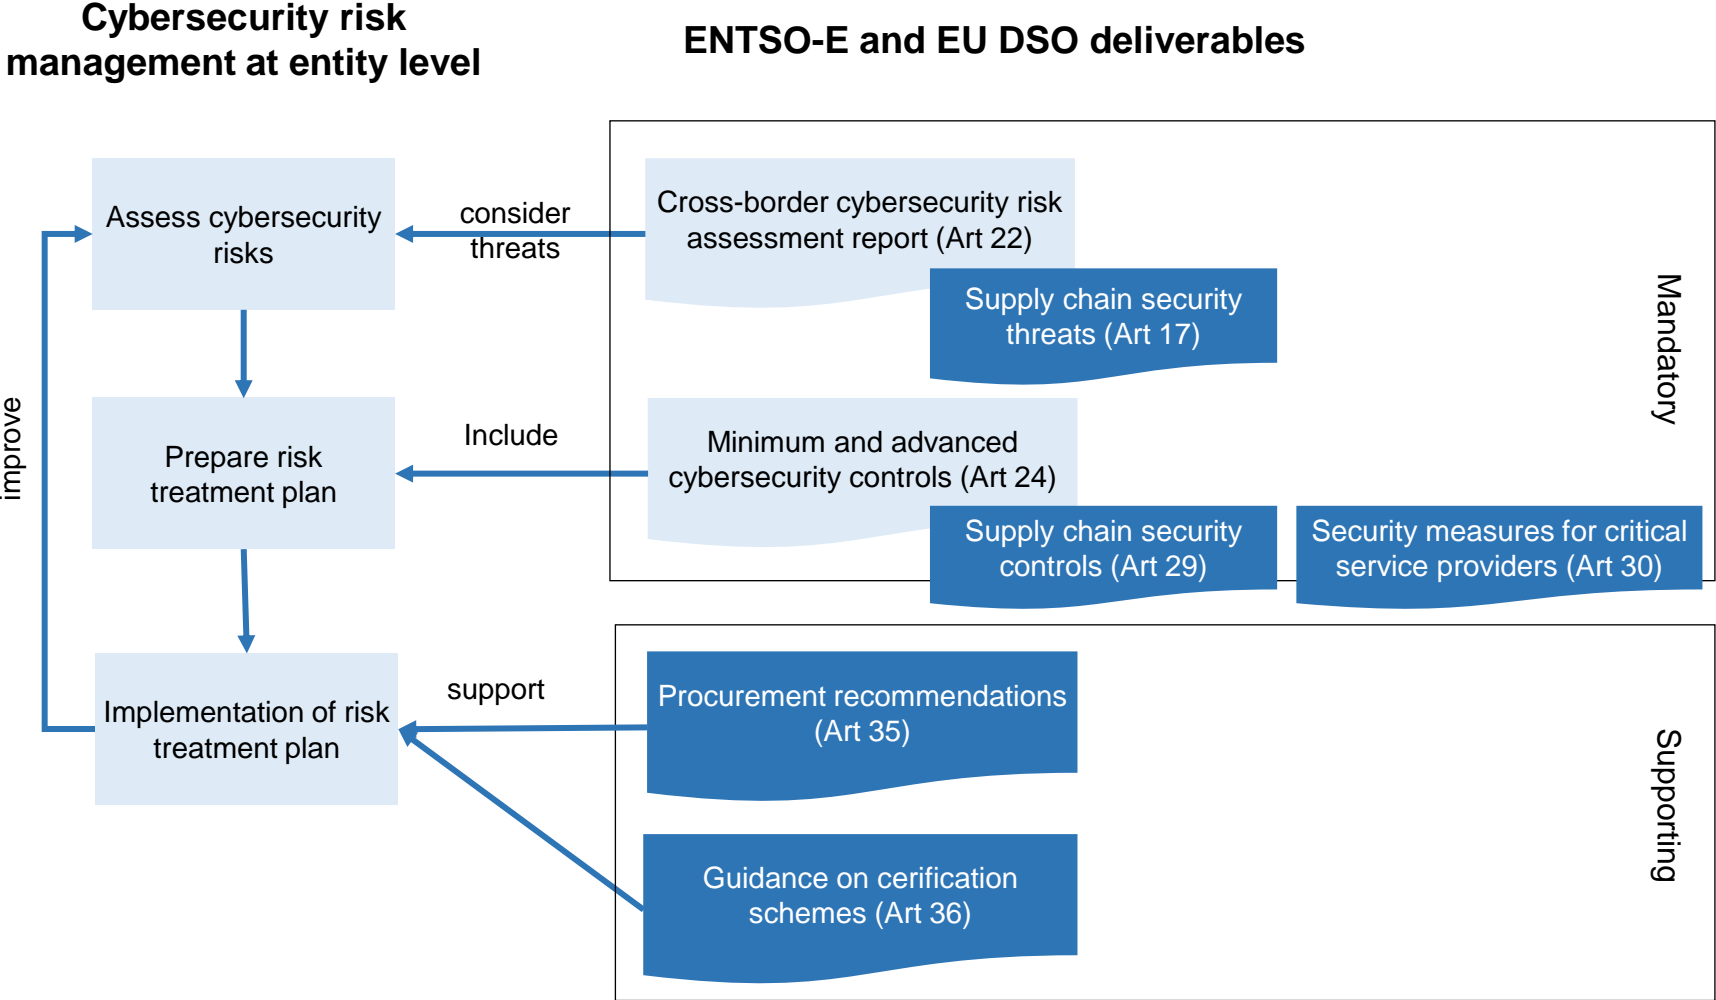 Cybersecurity risk
management at entity level
ENTSO-E and EU DSO deliverables
Assess cybersecurity
risks
consider
threats
Cross-border cybersecurity risk
assessment report (Art 22)
Supply chain security
threats (Art 17)
Mandatory
improve
Prepare risk
treatment plan
Include
Minimum and advanced
cybersecurity controls (Art 24)
Supply chain security
controls (Art 29)
Security measures for critical
service providers (Art 30)
Implementation of risk
treatment plan
support
Procurement recommendations
(Art 35)
Supporting
Guidance on cerification
schemes (Art 36)